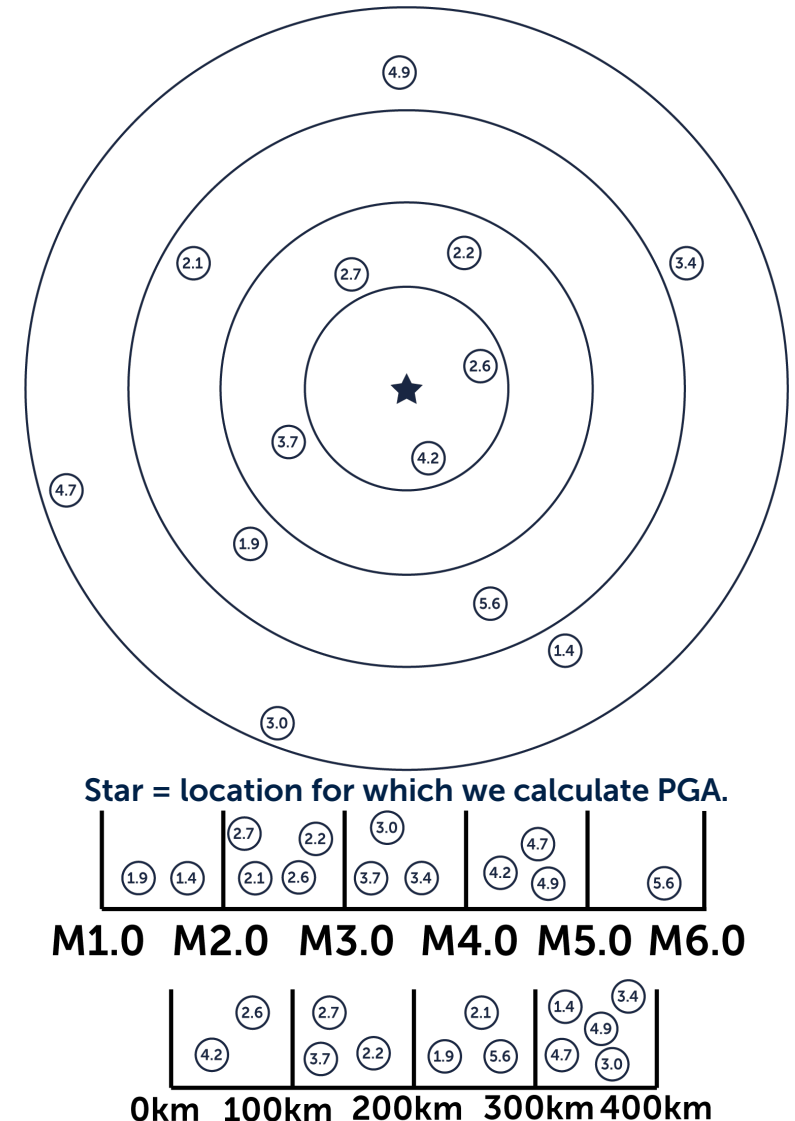 4.9
2.1
3.4
2.7
2.2
2.6
3.7
4.2
4.7
1.9
5.6
1.4
3.0
Star = location for which we calculate PGA.
2.7 2.2 3.0 4.7
1.9 1.4 2.1 2.6 3.7 3.4 4.2 4.9 5.6
M1.0 M2.0 M3.0 M4.0 M5.0 M6.0
2.6 2.7 2.1 1.4 3.4
4.9
4.2 3.7 2.2 1.9 5.6 4.7 3.0
0km 100km 200km 300km 400km